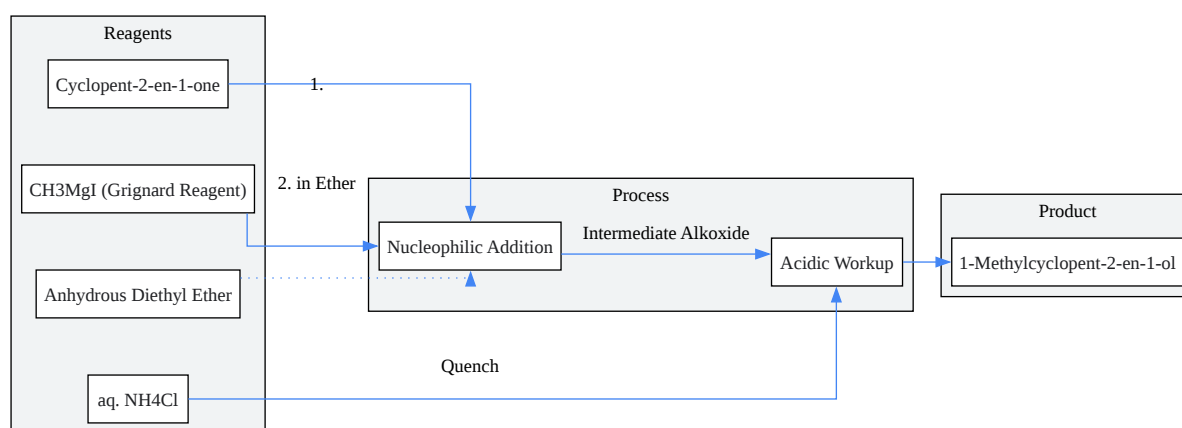 Reagents
Cyclopent-2-en-1-one
1.
CH3MgI (Grignard Reagent)
2. in Ether
Process
Product
Nucleophilic Addition
Intermediate Alkoxide
Acidic Workup
1-Methylcyclopent-2-en-1-ol
Anhydrous Diethyl Ether
Quench
aq. NH4Cl